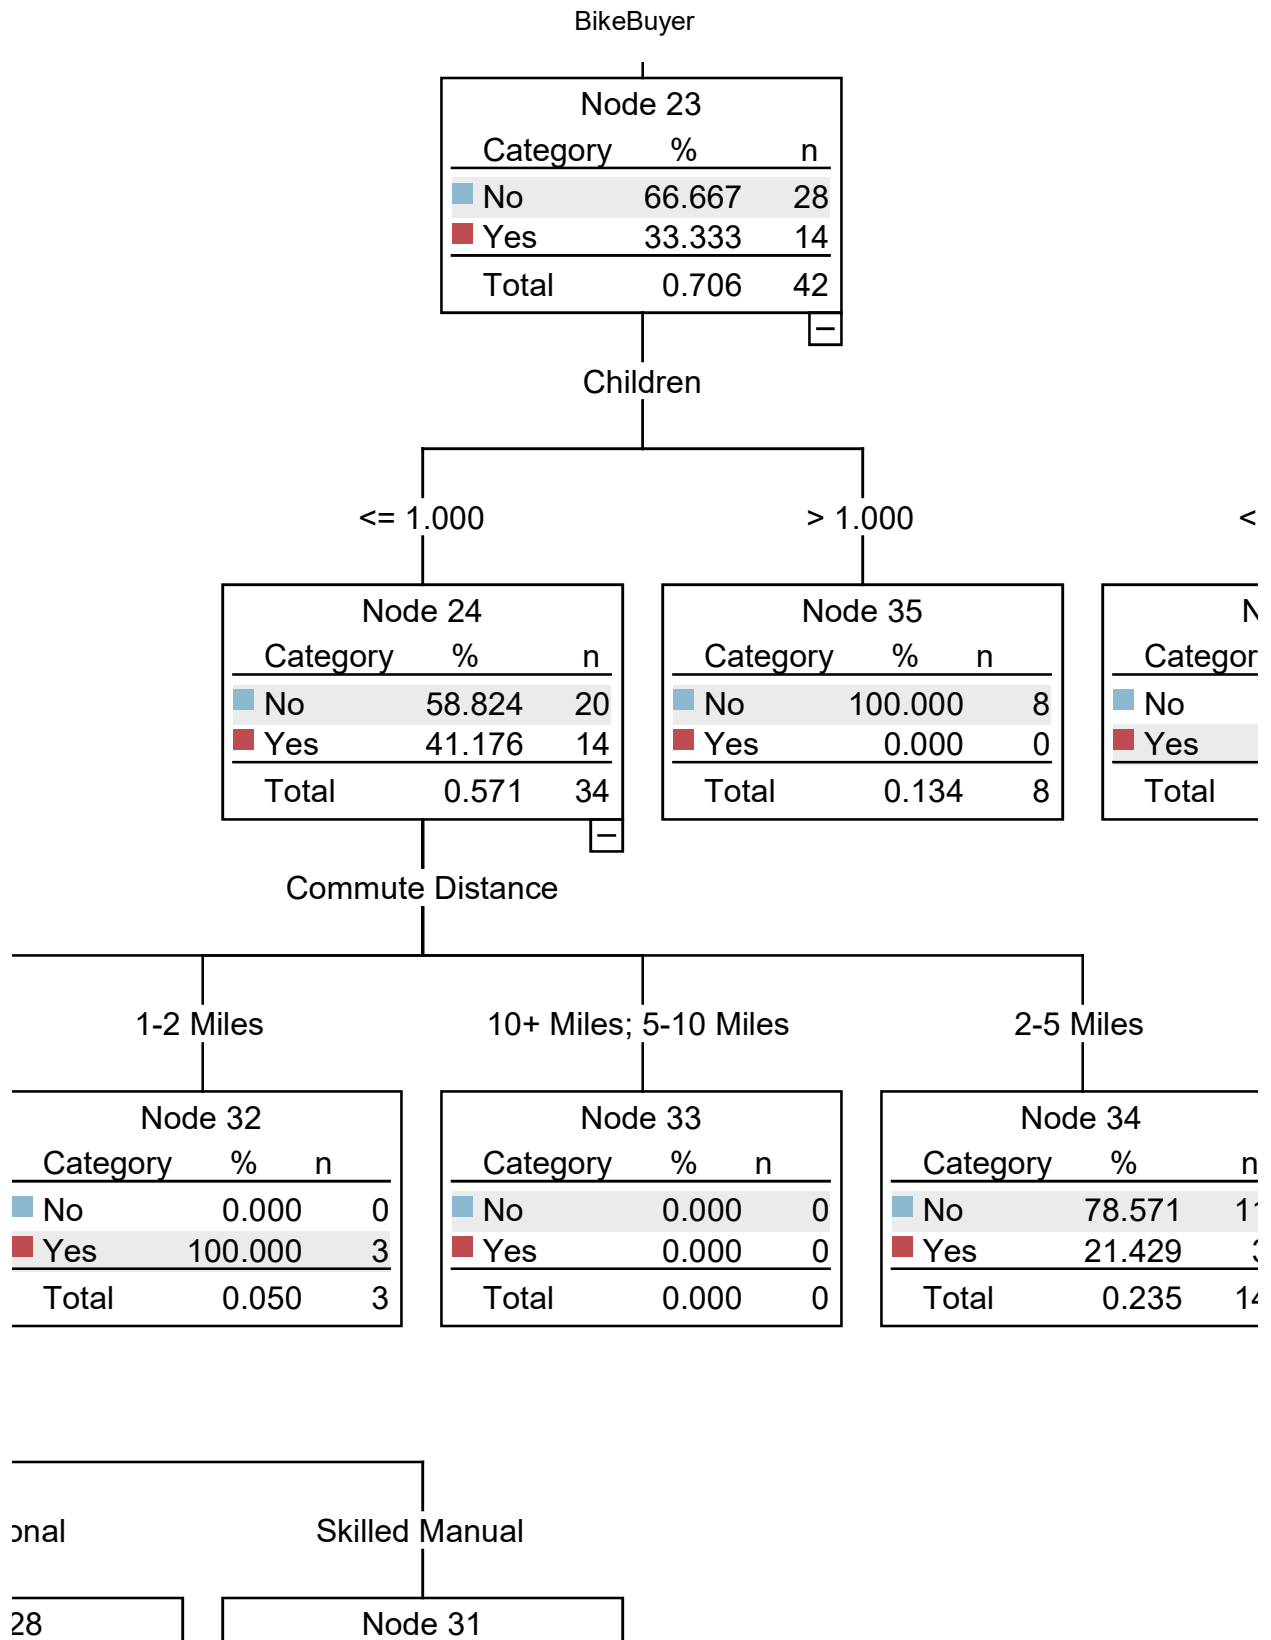 BikeBuyer
Node 23
Category % n
No 66.667 28
Yes 33.333 14
Total 0.706 42
Children
<= 1.000
> 1.000
<
Node 24
Category % n
No 58.824 20
Yes 41.176 14
Total 0.571 34
Node 35
Category % n
No 100.000 8
Yes 0.000 0
Total 0.134 8
No
Yes
Total
Commute Distance
1-2 Miles
10+ Miles; 5-10 Miles
2-5 Miles
Node 32
Category % n
No 0.000 0
Yes 100.000 3
Total 0.050 3
Node 33
Category % n
No 0.000 0
Yes 0.000 0
Total 0.000 0
Node 34
Category % n
No 78.571
Yes 21.429
Total 0.235
Skilled Manual
28
Node 31